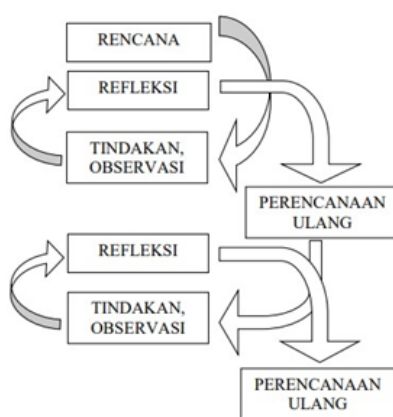 RENCANA
REFLEKSI
TINDAKAN,
OBSERVASI
PERENCANAAN
ULANG
REFLEKSI
TINDAKAN,
OBSERVASI
PERENCANAAN
ULANG